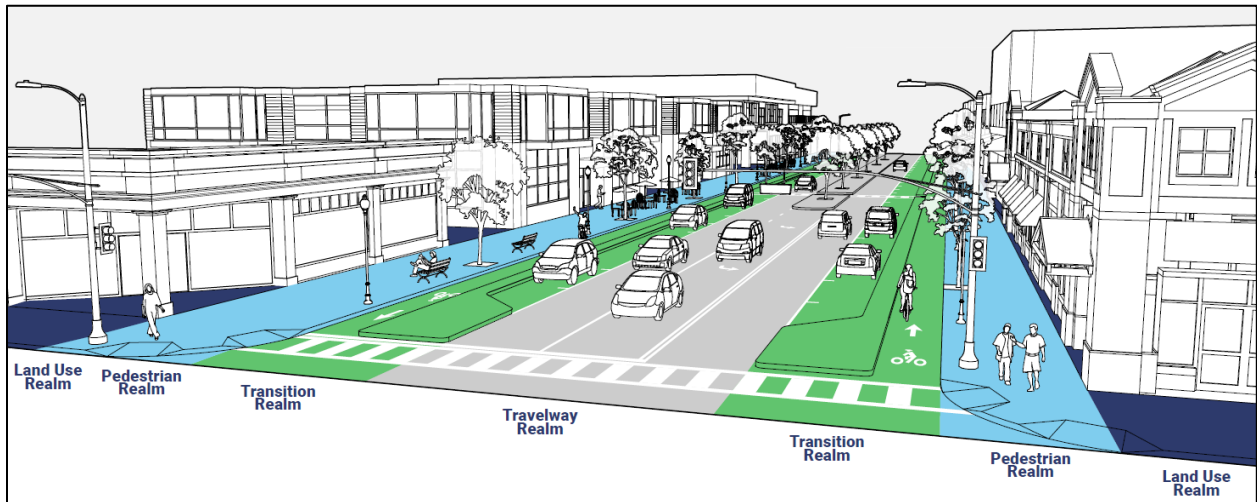 Land Use
Realm
Pedestrian
Realm
Transition
Realm
Travelway
Realm
Transition
Realm
Pedestrian
Realm
Land Use
Realm